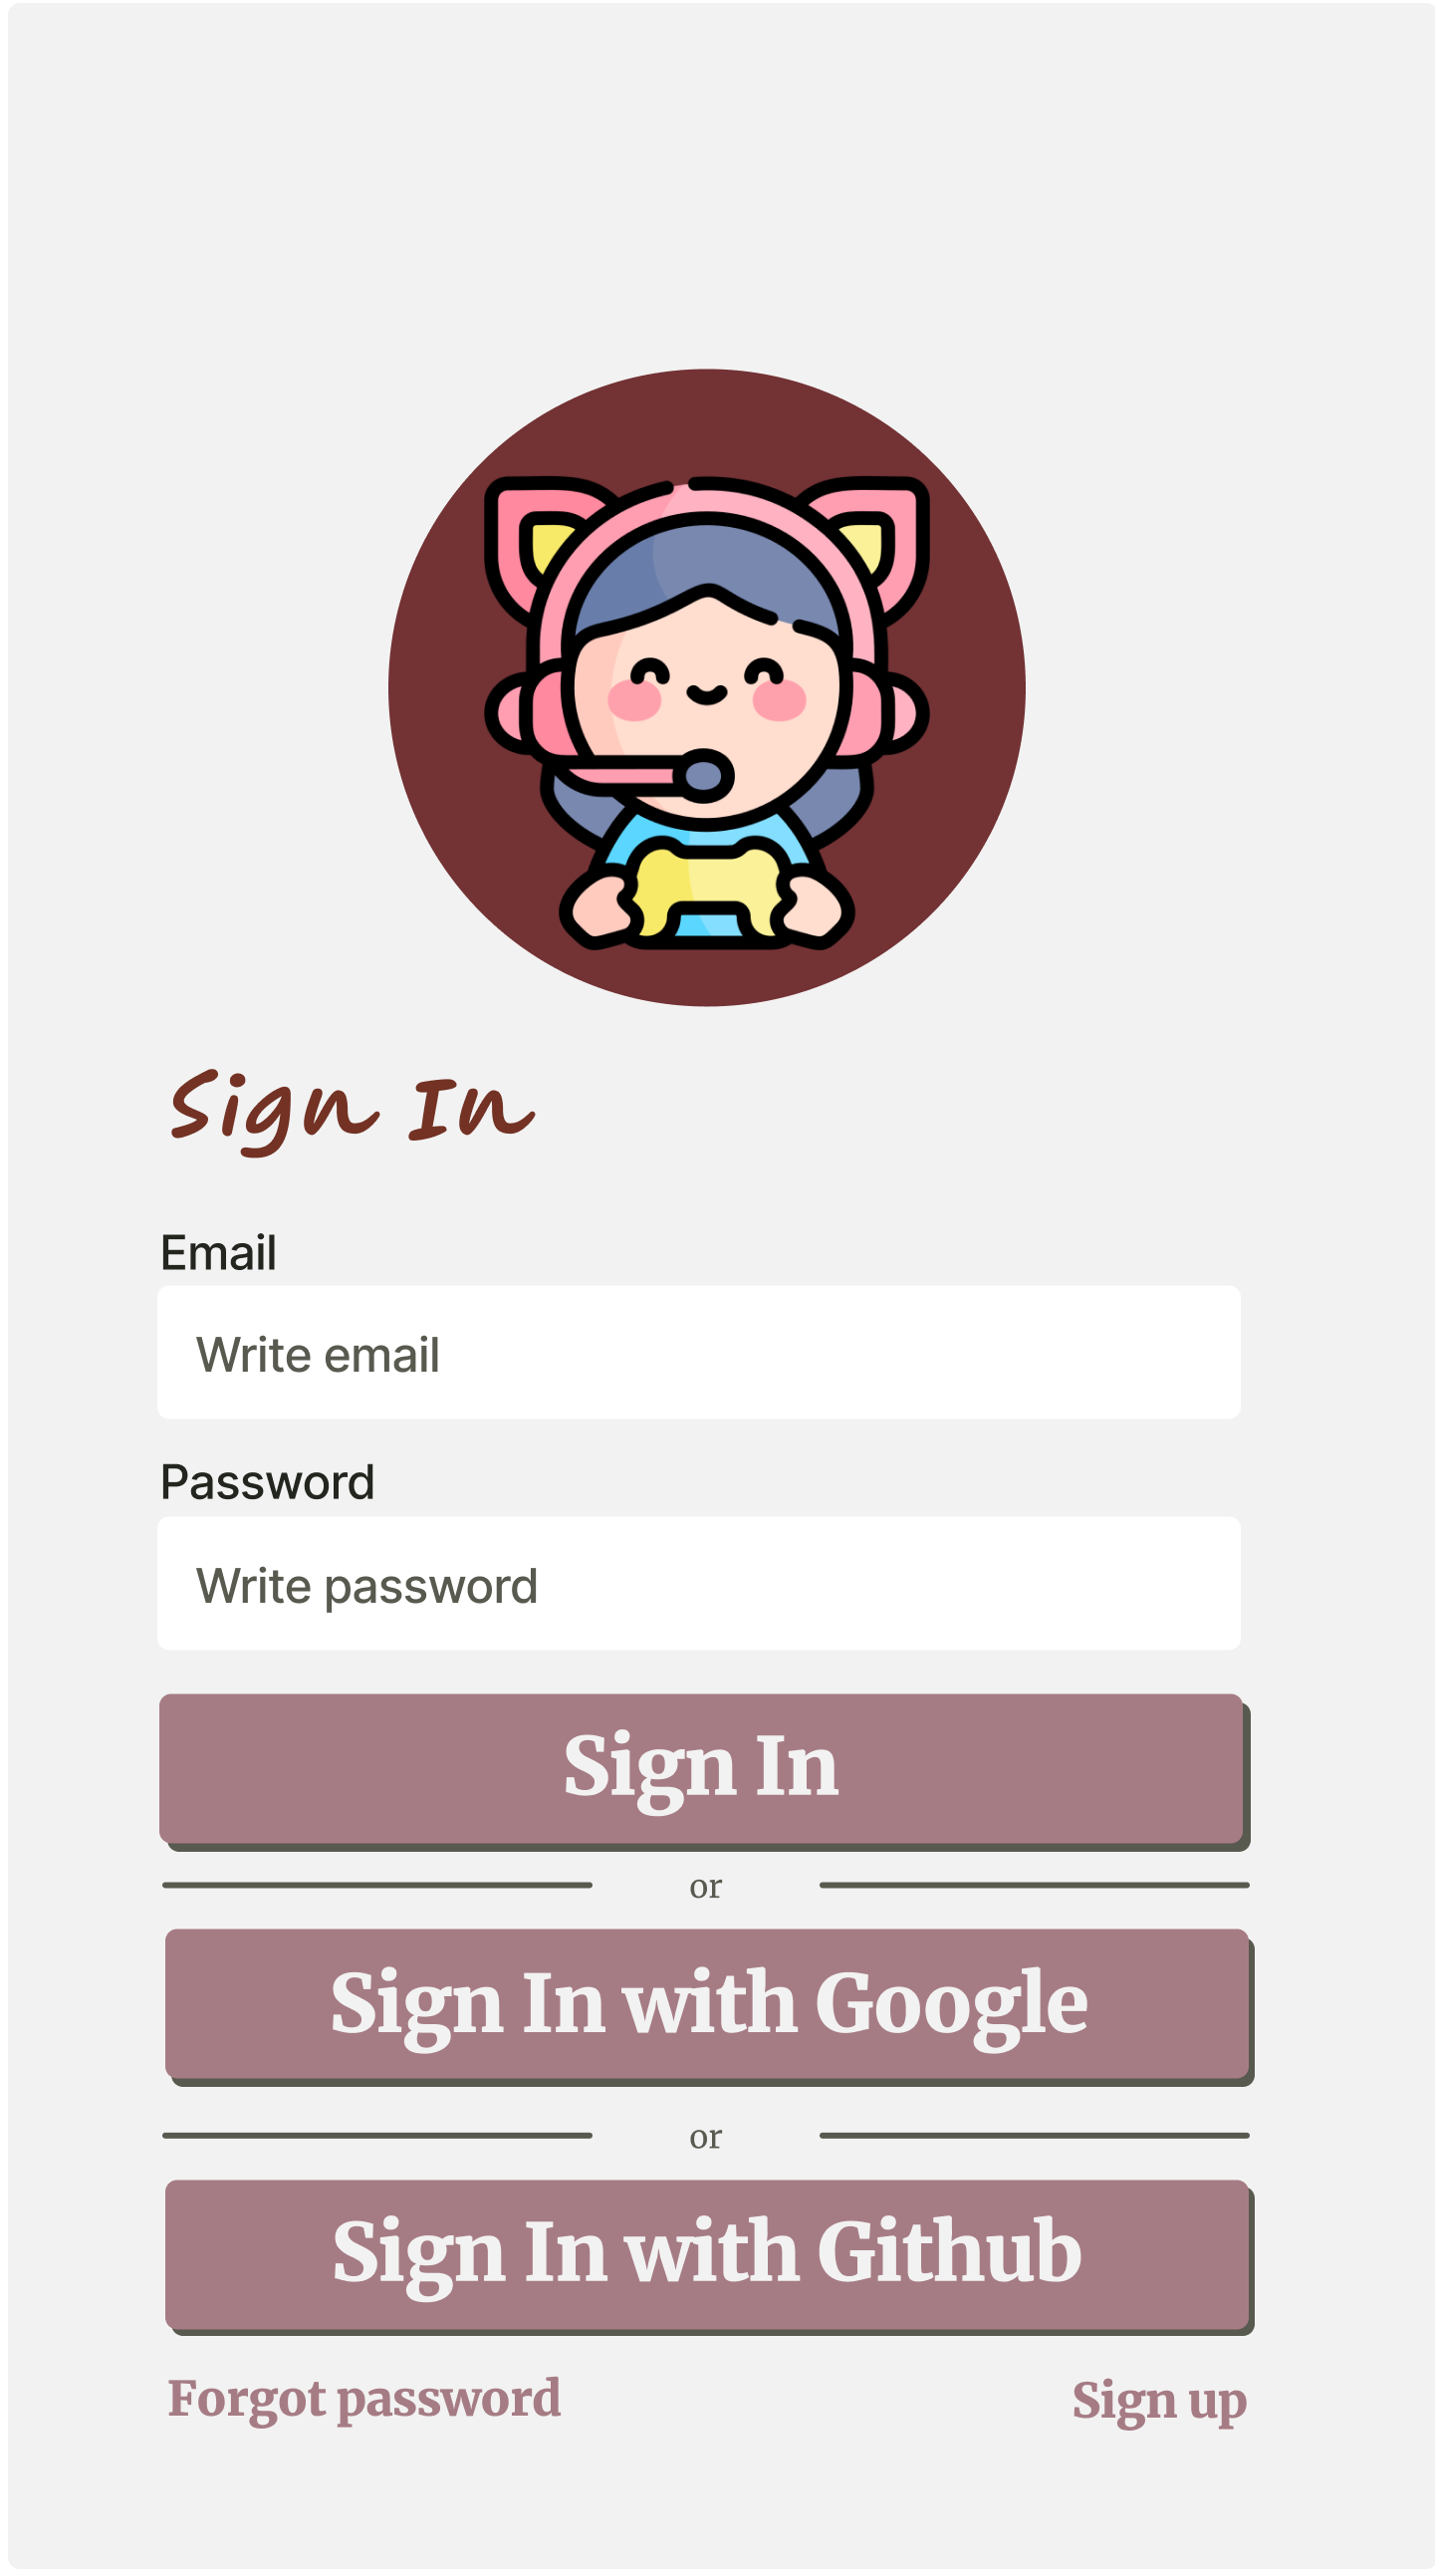 Sign In
Email
Write email
Password
Write password
Sign In
or
Sign In with Google
or
Sign In with Github
Forgot password
Sign up